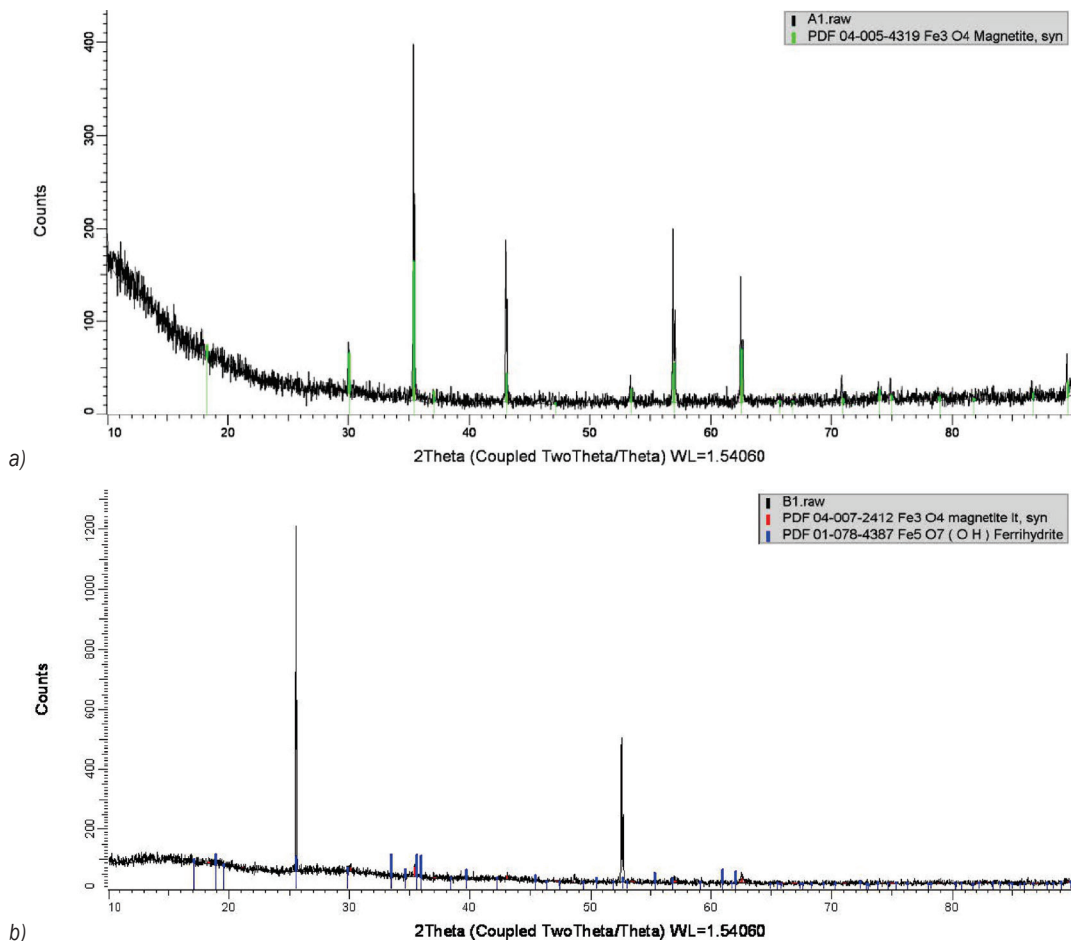 A1.raw
PDF 04-005-4319 Fe3 O4 Magnetite, syn
Counts
400
300
200
100
0
10 20 30 40 50 60 70 80
2Theta (Coupled TwoTheta/Theta) WL=1.54060
a)
B1.raw
PDF 04-007-2412 Fe3 O4 magnetite lt, syn
PDF 01-078-4387 Fe5 O7 ( O H ) Ferrihydrite
Counts
1200
1000
800
600
400
200
0
10 20 30 40 50 60 70 80
2Theta (Coupled TwoTheta/Theta) WL=1.54060
b)